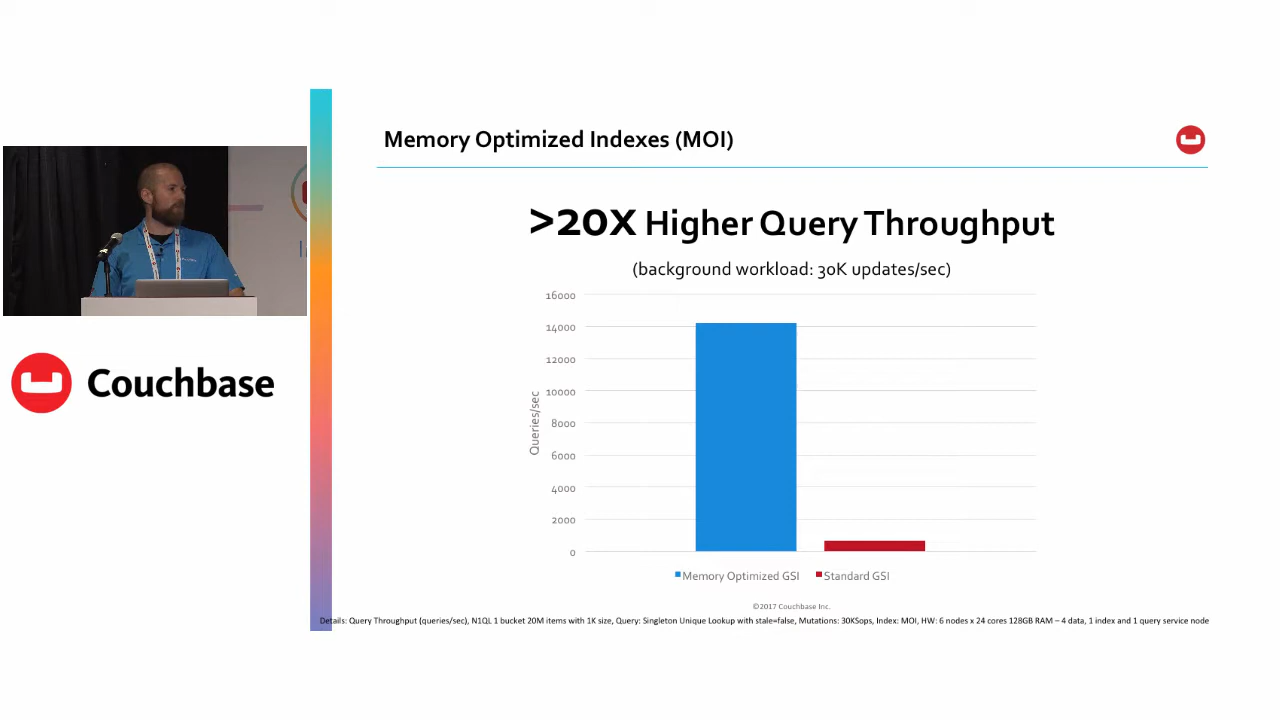 Memory Optimized Indexes (MOI)
>20X Higher Query Throughput
(background workload: 30K updates/sec)
16000
14000
12000
10000
8000
6000
4000
2000
0
Queries/sec
Memory Optimized GSI
Standard GSI
©2017 Couchbase Inc.
Details: Query Throughput (queries/sec), N1QL 1 bucket 20M items with 1K size, Query: Singleton Unique Lookup with stale=false, Mutations: 30KSops, Index: MOI, HW: 6 nodes x 24 cores 128GB RAM – 4 data, 1 index and 1 query service node
Couchbase